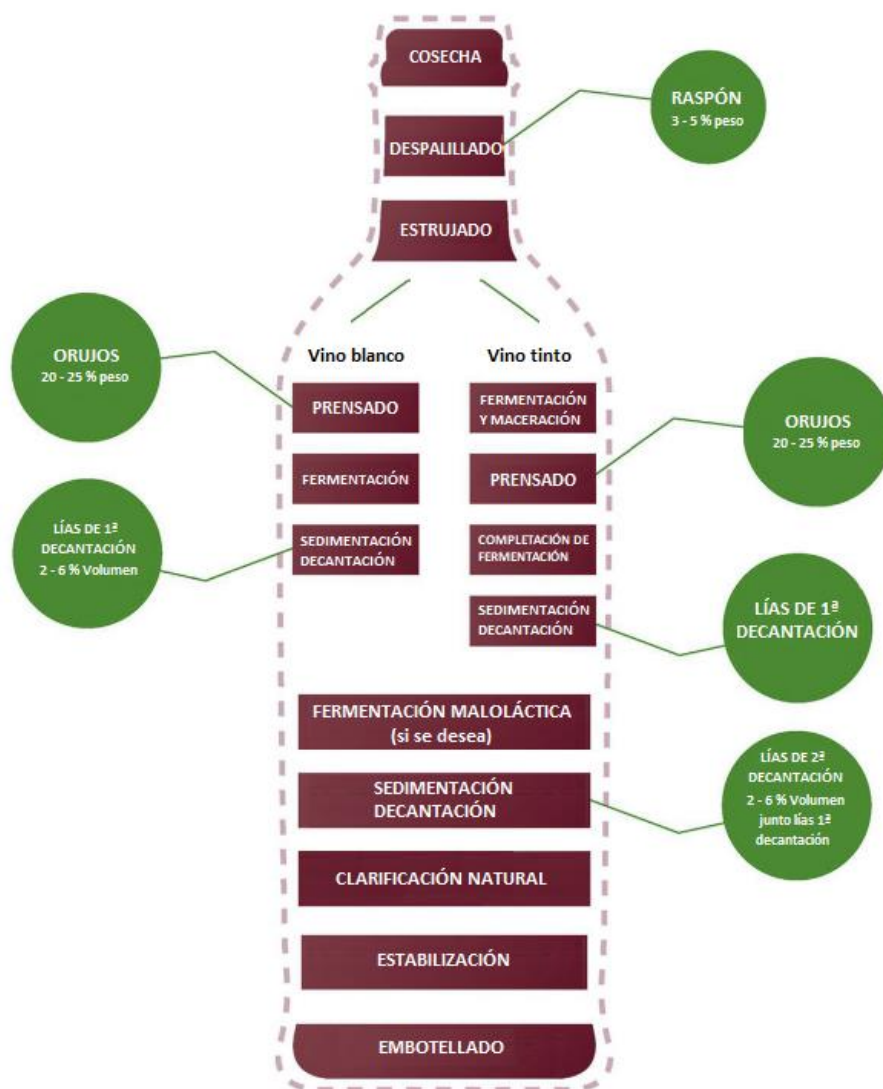 COSECHA
RASPÓN
3 - 5 % peso
DESPALILLADO
ESTRUJADO
Vino blanco
Vino tinto
ORUJOS
20 - 25 % peso
PRENSADO
FERMENTACIÓN
Y MACERACIÓN
ORUJOS
20 - 25 % peso
FERMENTACIÓN
PRENSADO
LÍAS DE 1ª
DECANTACIÓN
2 - 6 % Volumen
SEDIMENTACIÓN
DECANTACIÓN
COMPLETACIÓN DE
FERMENTACIÓN
SEDIMENTACIÓN
DECANTACIÓN
LÍAS DE 1ª
DECANTACIÓN
FERMENTACIÓN MALOLÁCTICA
(si se desea)
SEDIMENTACIÓN
DECANTACIÓN
LÍAS DE 2ª
DECANTACIÓN
2 - 6 % Volumen
junto lías 1ª
decantación
CLARIFICACIÓN NATURAL
ESTABILIZACIÓN
EMBOTELLADO